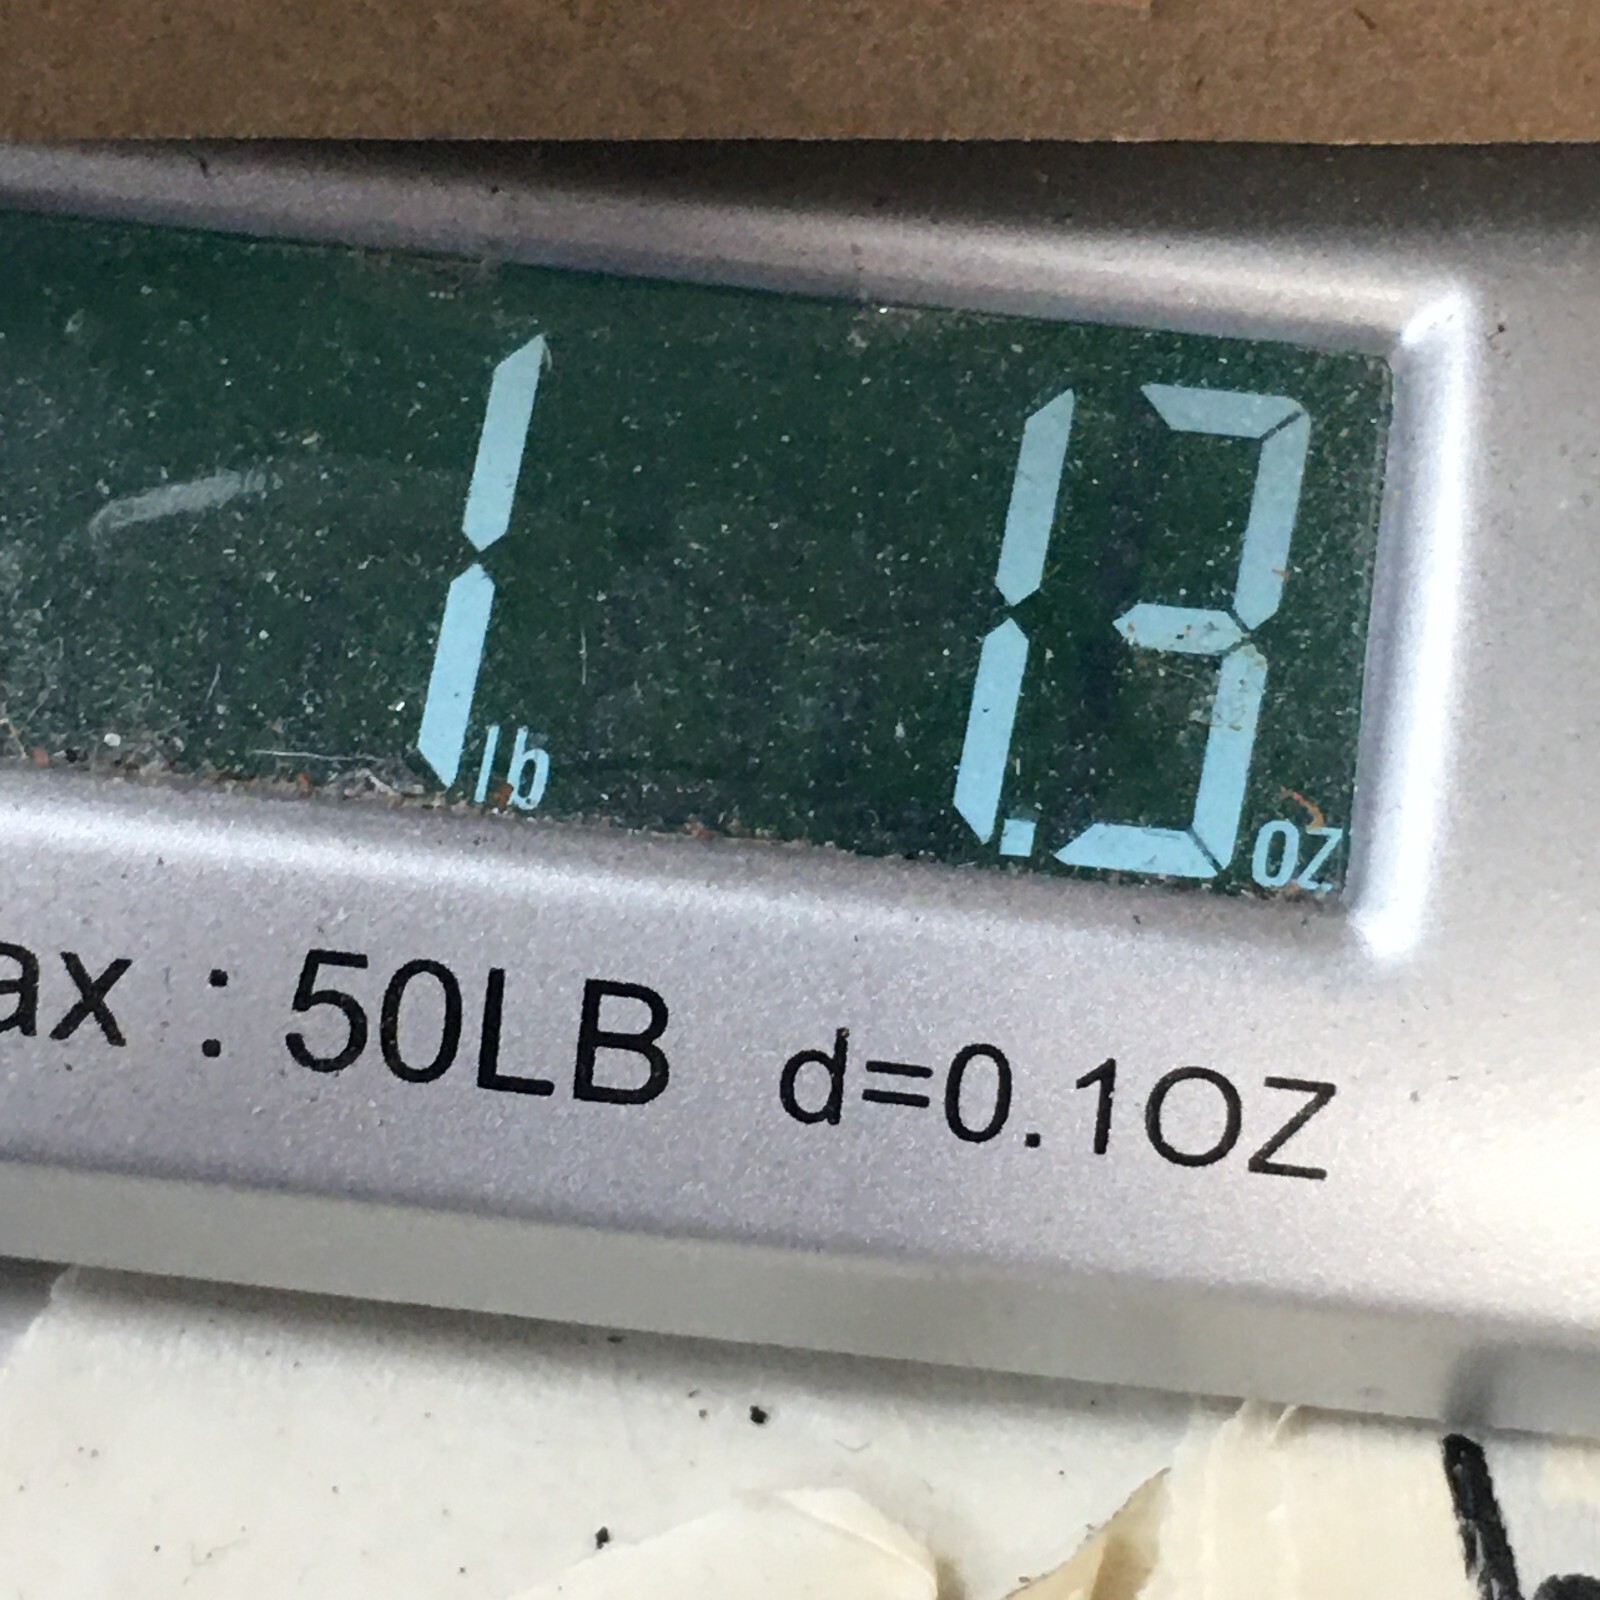 1 lb 1.3 oz
ax : 50LB d=0.1OZ